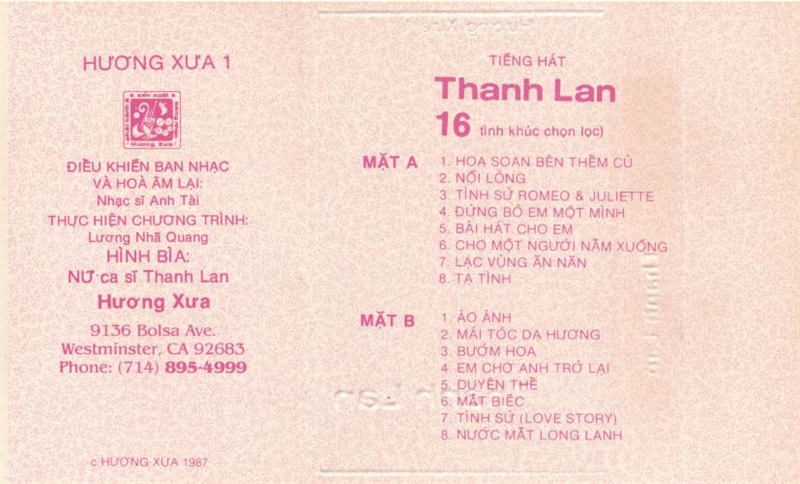 HƯƠNG XƯA 1
Hương Xưa
ĐIỀU KHIỂN BAN NHẠC
VÀ HOÀ ÂM LẠI:
Nhạc sĩ Anh Tài
THỰC HIỆN CHƯƠNG TRÌNH:
Lương Nhã Quang
HÌNH BÌA:
NỮ ca sĩ Thanh Lan
Hương Xưa
9136 Bolsa Ave.
Westminster, CA 92683
Phone: (714) 895-4999
c HƯƠNG XƯA 1987
Hương Xưa
TIẾNG HÁT
Thanh Lan
16 tình khúc chọn lọc)
MẶT A
1. HOA SOAN BÊN THỀM CŨ
2. NỔI LÒNG
3. TÌNH SỬ ROMEO & JULIETTE
4. ĐỪNG BỎ EM MỘT MÌNH
5. BÀI HÁT CHO EM
6. CHO MỘT NGƯỜI NẰM XUỐNG
7. LẠC VÙNG ĂN NĂN
8. TẠ TÌNH
MẶT B
1. ẢO ẢNH
2. MÁI TÓC DẠ HƯƠNG
3. BƯỚM HOA
4. EM CHỜ ANH TRỞ LẠI
5. DUYÊN THỀ
6. MẮT BIẾC
7. TÌNH SỬ (LOVE STORY)
8. NƯỚC MẮT LONG LANH